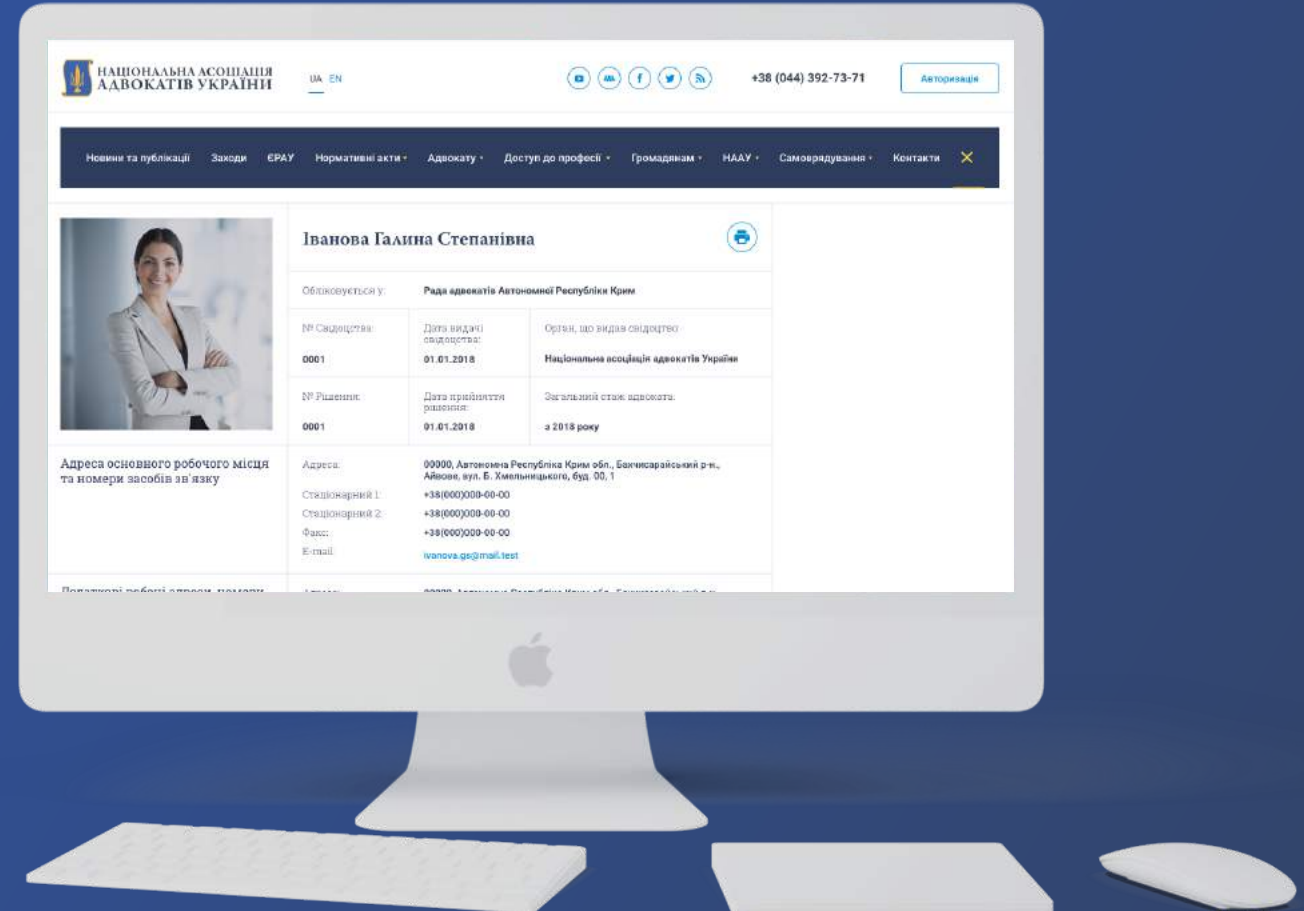 НАЦІОНАЛЬНА АСОЦІАЦІЯ
АДВОКАТІВ УКРАЇНИ
UA EN
+38 (044) 392-73-71
Авторизація
Новини та публікації Заходи ЄРАУ Нормативні акти Адвокату Доступ до професії Громадянам НААУ Самоврядування Контакти
Іванова Галина Степанівна
Обліковується у: Рада адвокатів Автономної Республіки Крим
№ Свідоцтва: Дата видачі свідоцтва: Орган, що видав свідоцтво
0001 01.01.2018 Національна асоціація адвокатів України
№ Рішення: Дата прийняття рішення: Загальний стаж адвоката:
0001 01.01.2018 з 2018 року
Адреса основного робочого місця
та номери засобів зв'язку
Адреса: 00000, Автономна Республіка Крим обл., Бахчисарайський р-н.,
Айвове, вул. Б. Хмельницького, буд. 00, 1
Стаціонарний 1: +38(000)000-00-00
Стаціонарний 2: +38(000)000-00-00
Факс: +38(000)000-00-00
E-mail ivanova.gs@mail.test